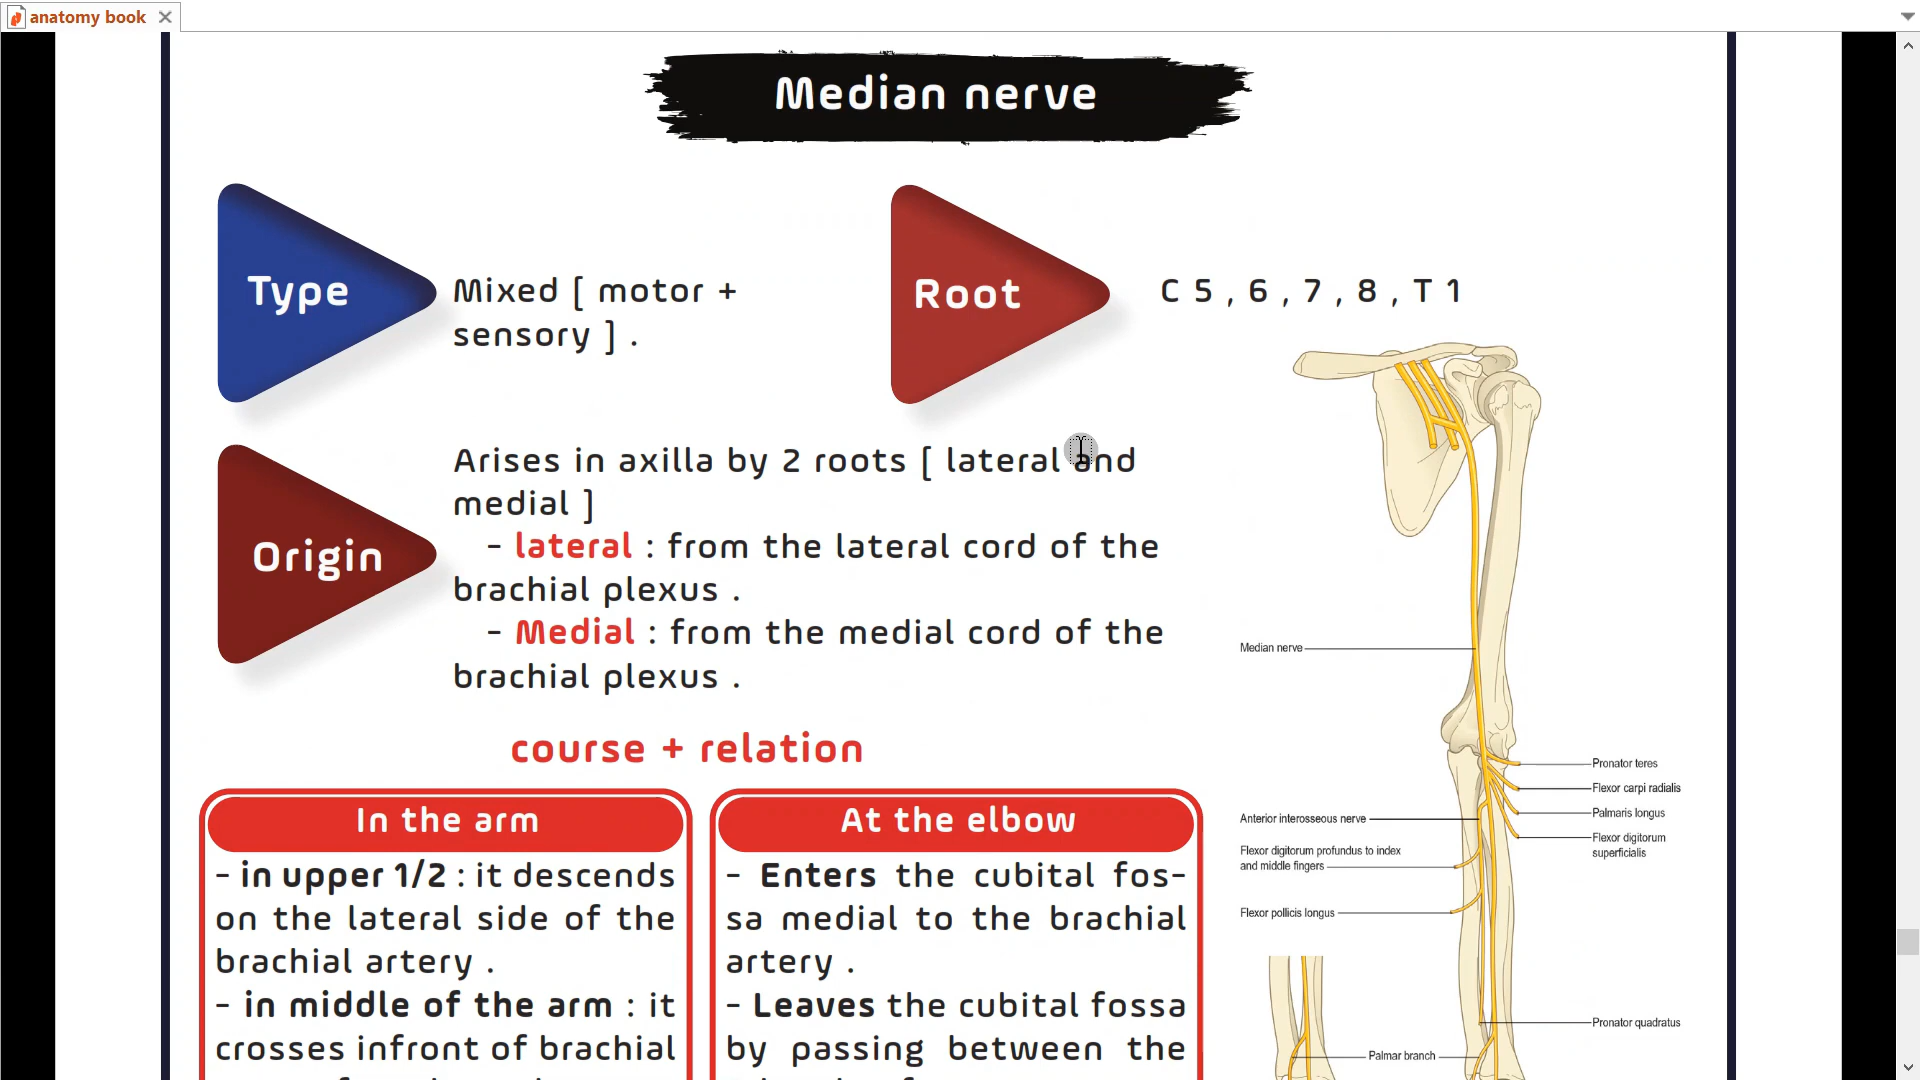 anatomy book
Median nerve
Type
Mixed [ motor +
sensory ] .
Root
C 5 , 6 , 7 , 8 , T 1
Origin
Arises in axilla by 2 roots [ lateral and
medial ]
- lateral : from the lateral cord of the
brachial plexus .
- Medial : from the medial cord of the
brachial plexus .
course + relation
In the arm
- in upper 1/2 : it descends
on the lateral side of the
brachial artery .
- in middle of the arm : it
crosses infront of brachial
At the elbow
- Enters the cubital fos-
sa medial to the brachial
artery .
- Leaves the cubital fossa
by passing between the
Median nerve
Pronator teres
Flexor carpi radialis
Palmaris longus
Flexor digitorum
superficialis
Anterior interosseous nerve
Flexor digitorum profundus to index
and middle fingers
Flexor pollicis longus
Pronator quadratus
Palmar branch